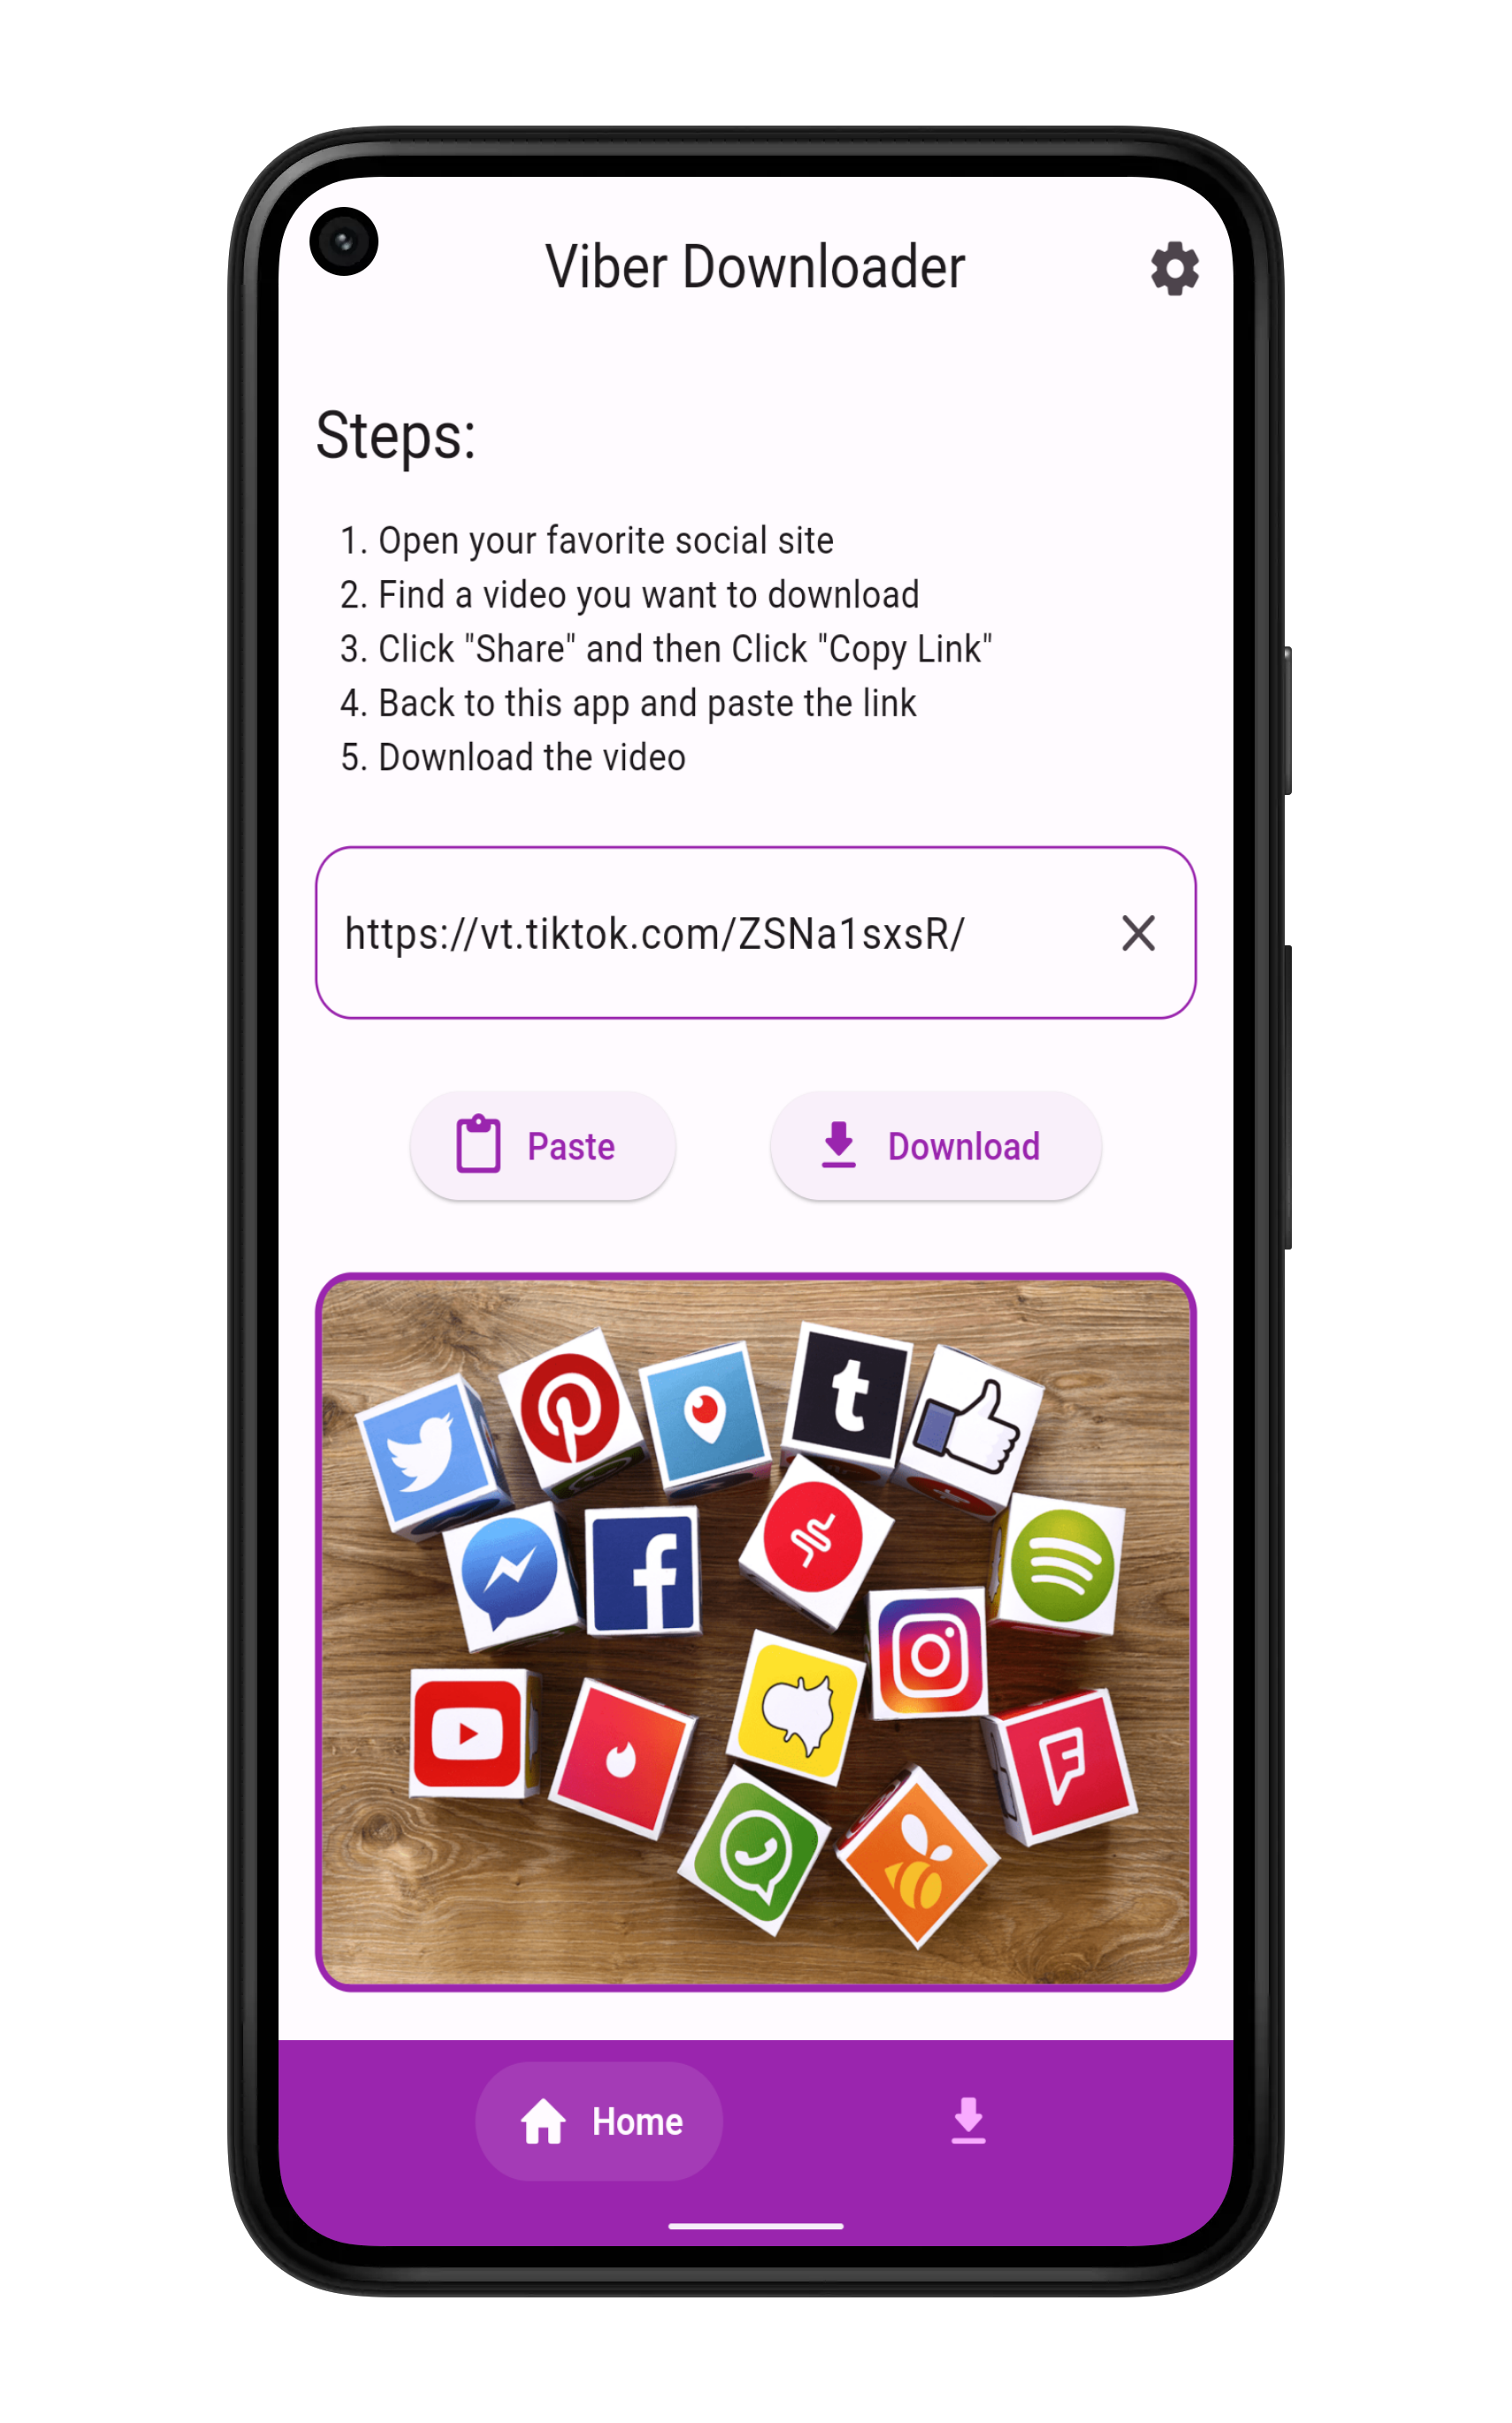 Viber Downloader
Steps:
1. Open your favorite social site
2. Find a video you want to download
3. Click "Share" and then Click "Copy Link"
4. Back to this app and paste the link
5. Download the video
https://vt.tiktok.com/ZSNa1sxsR/
Paste Download
Home